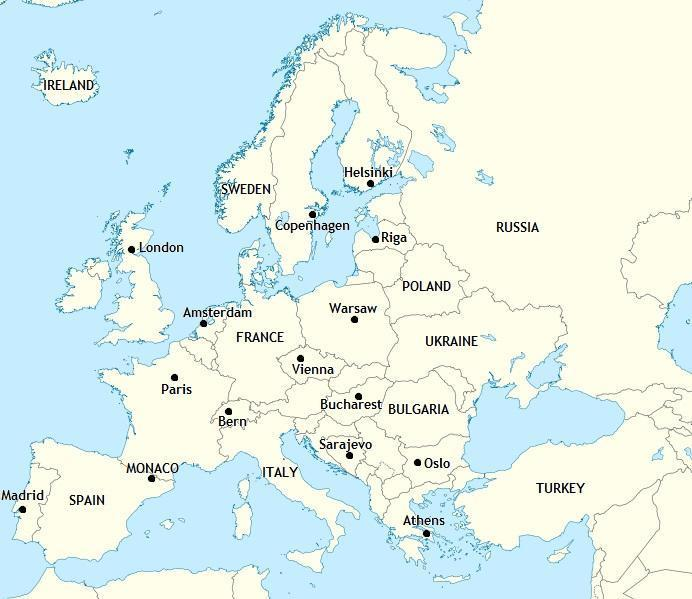 IRELAND
Helsinki
SWEDEN
Copenhagen
RUSSIA
Riga
London
POLAND
Warsaw
Amsterdam
FRANCE
UKRAINE
Vienna
Paris
Bucharest
BULGARIA
Bern
Sarajevo
Oslo
MONACO
ITALY
TURKEY
Madrid
SPAIN
Athens